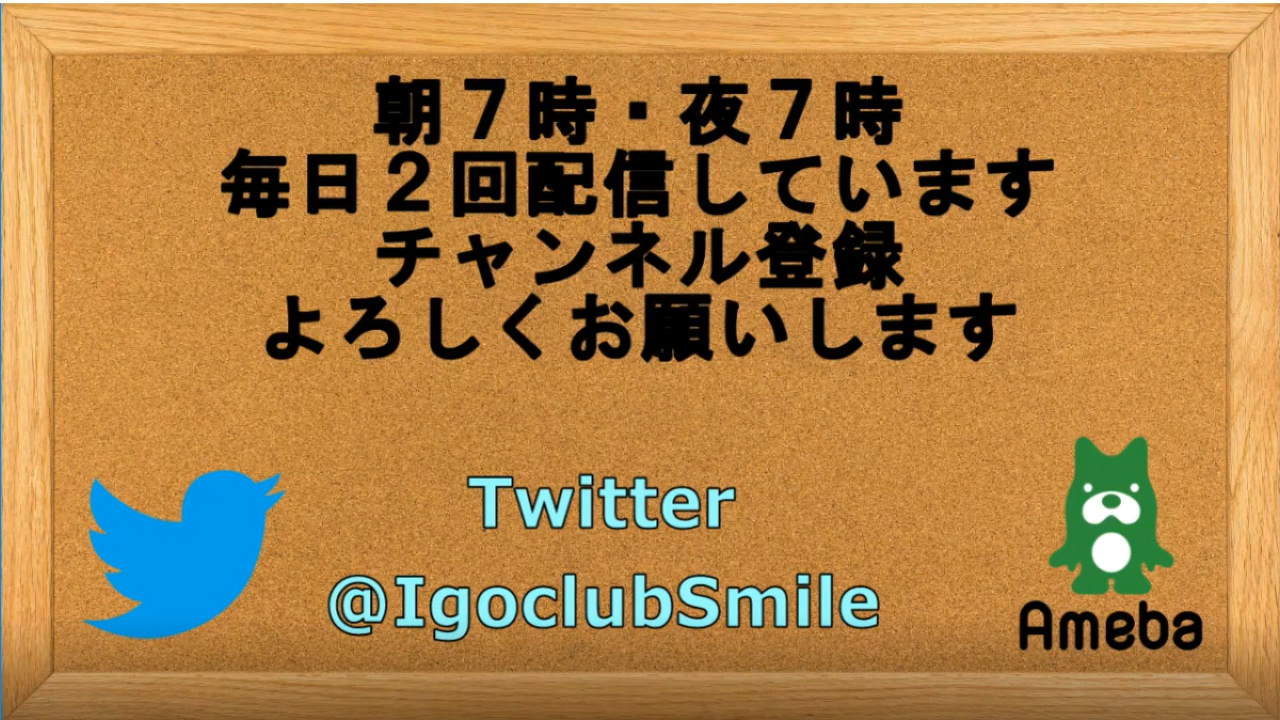 朝７時・夜７時
毎日２回配信しています
チャンネル登録
よろしくお願いします
Twitter
@IgoclubSmile
Ameba